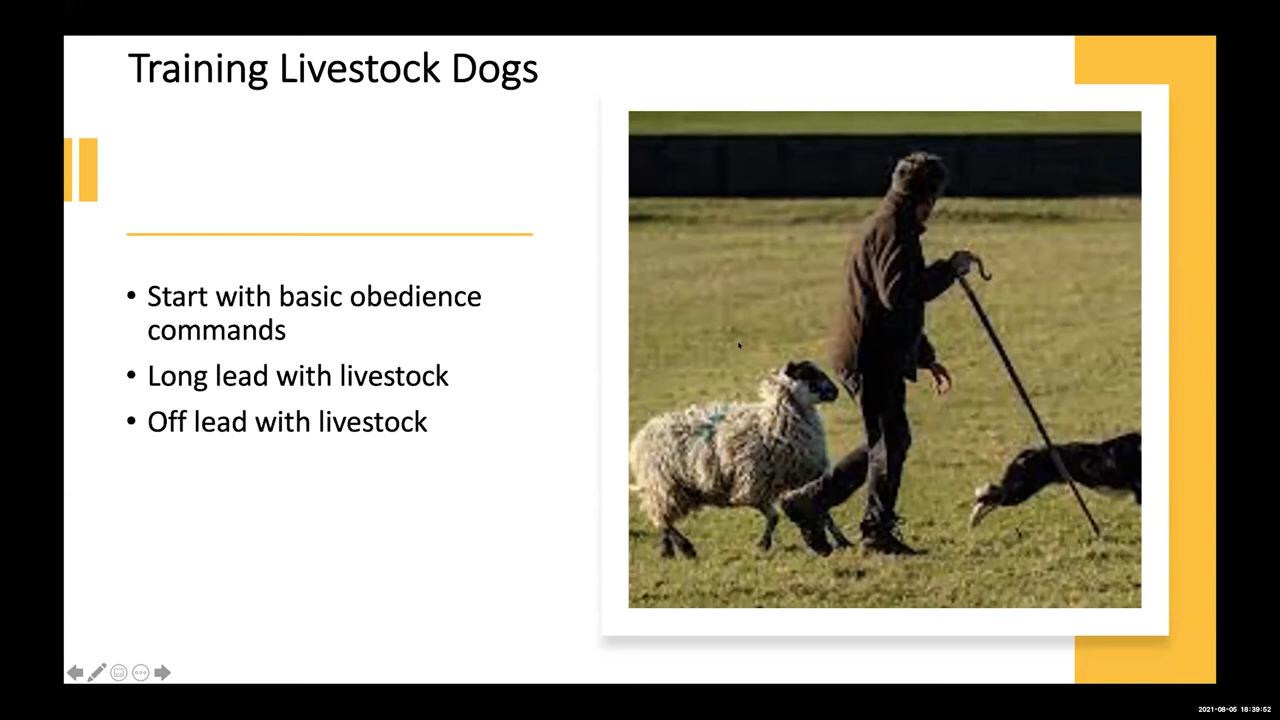 Training Livestock Dogs
• Start with basic obedience
commands
• Long lead with livestock
• Off lead with livestock
2021-08-05 18:39:52